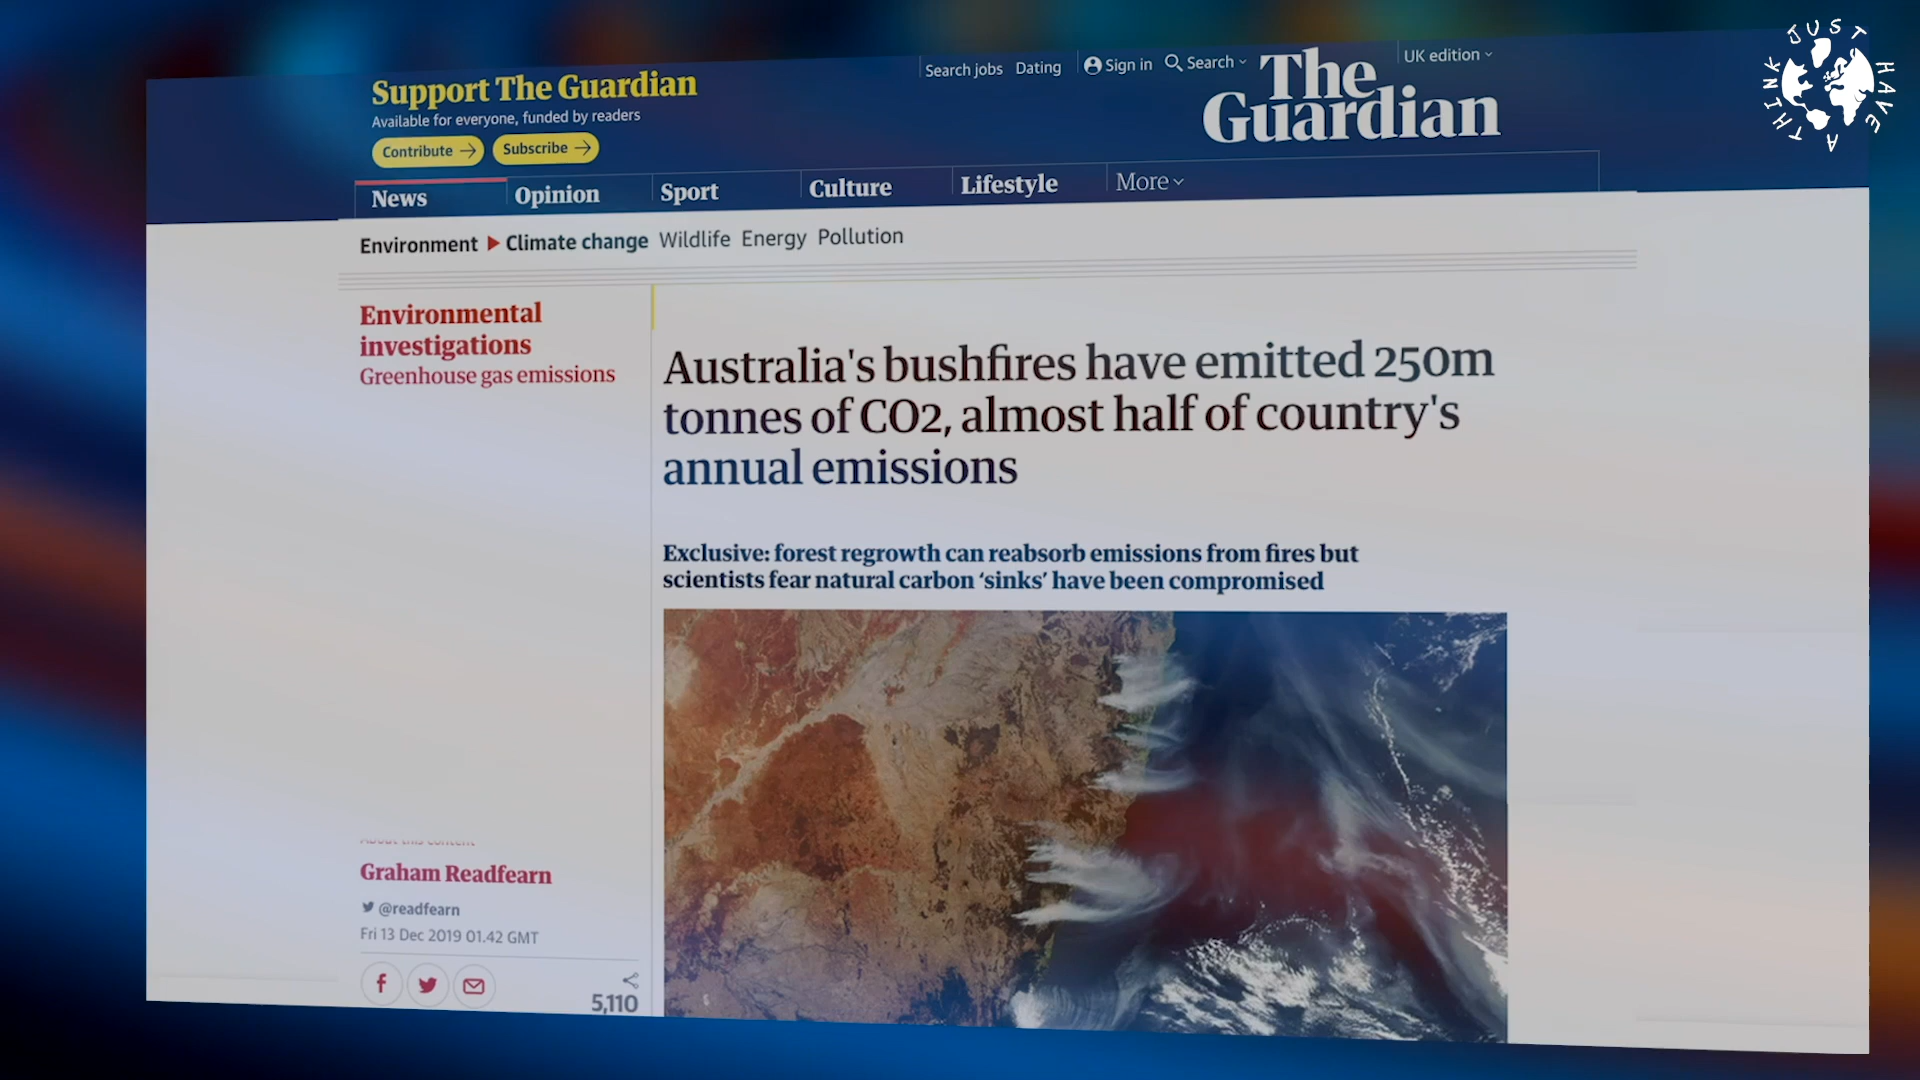 Support The Guardian
Available for everyone, funded by readers
Contribute →
Subscribe →
Search jobs Dating Sign in Search UK edition
The
Guardian
JUST HAVE A THINK
News Opinion Sport Culture Lifestyle More
Environment Climate change Wildlife Energy Pollution
Environmental
investigations
Greenhouse gas emissions
Australia's bushfires have emitted 250m
tonnes of CO2, almost half of country's
annual emissions
Exclusive: forest regrowth can reabsorb emissions from fires but
scientists fear natural carbon ‘sinks’ have been compromised
Graham Readfearn
@readfearn
Fri 13 Dec 2019 01.42 GMT
5,110